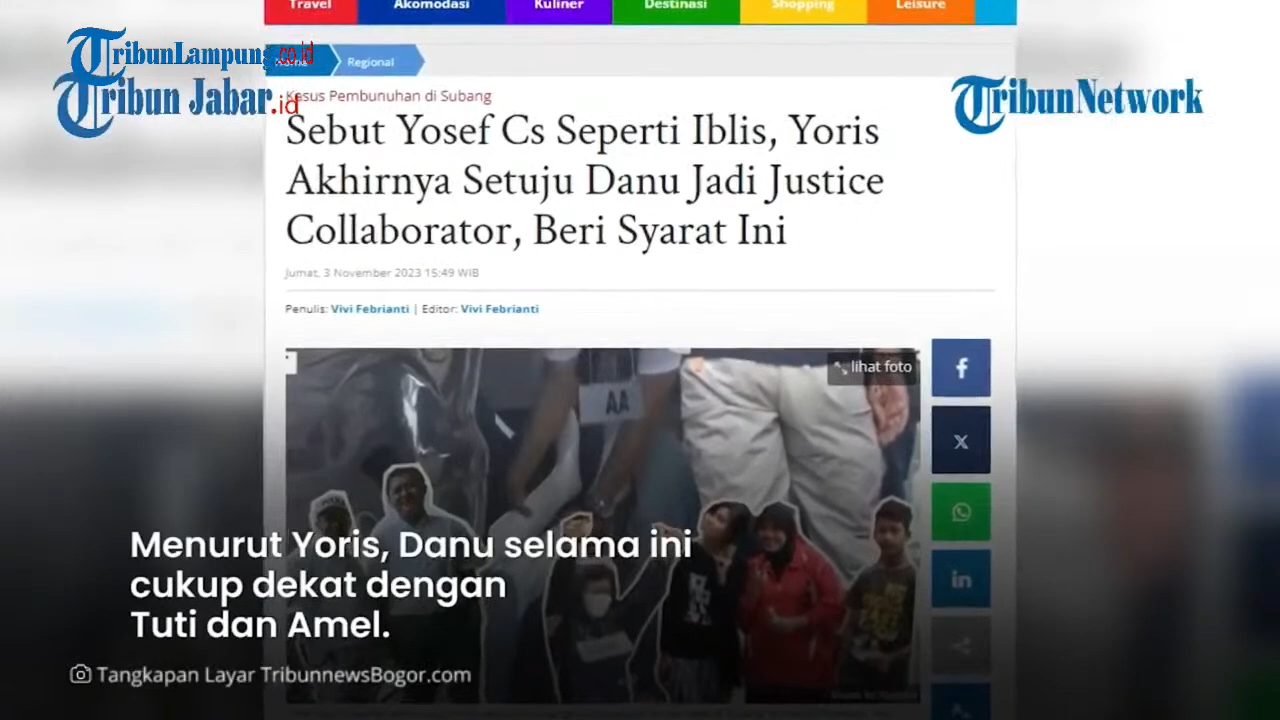 Travel
Akomodasi
Kuliner
Destinasi
Shopping
Leisure
TribunLampung.co.id
Tribun Jabar.id
TribunNetwork
Regional
Kasus Pembunuhan di Subang
Sebut Yosef Cs Seperti Iblis, Yoris
Akhirnya Setuju Danu Jadi Justice
Collaborator, Beri Syarat Ini
Jumat, 3 November 2023 15:49 WIB
Penulis: Vivi Febrianti | Editor: Vivi Febrianti
lihat foto
AA
Menurut Yoris, Danu selama ini
cukup dekat dengan
Tuti dan Amel.
Tangkapan Layar TribunnewsBogor.com